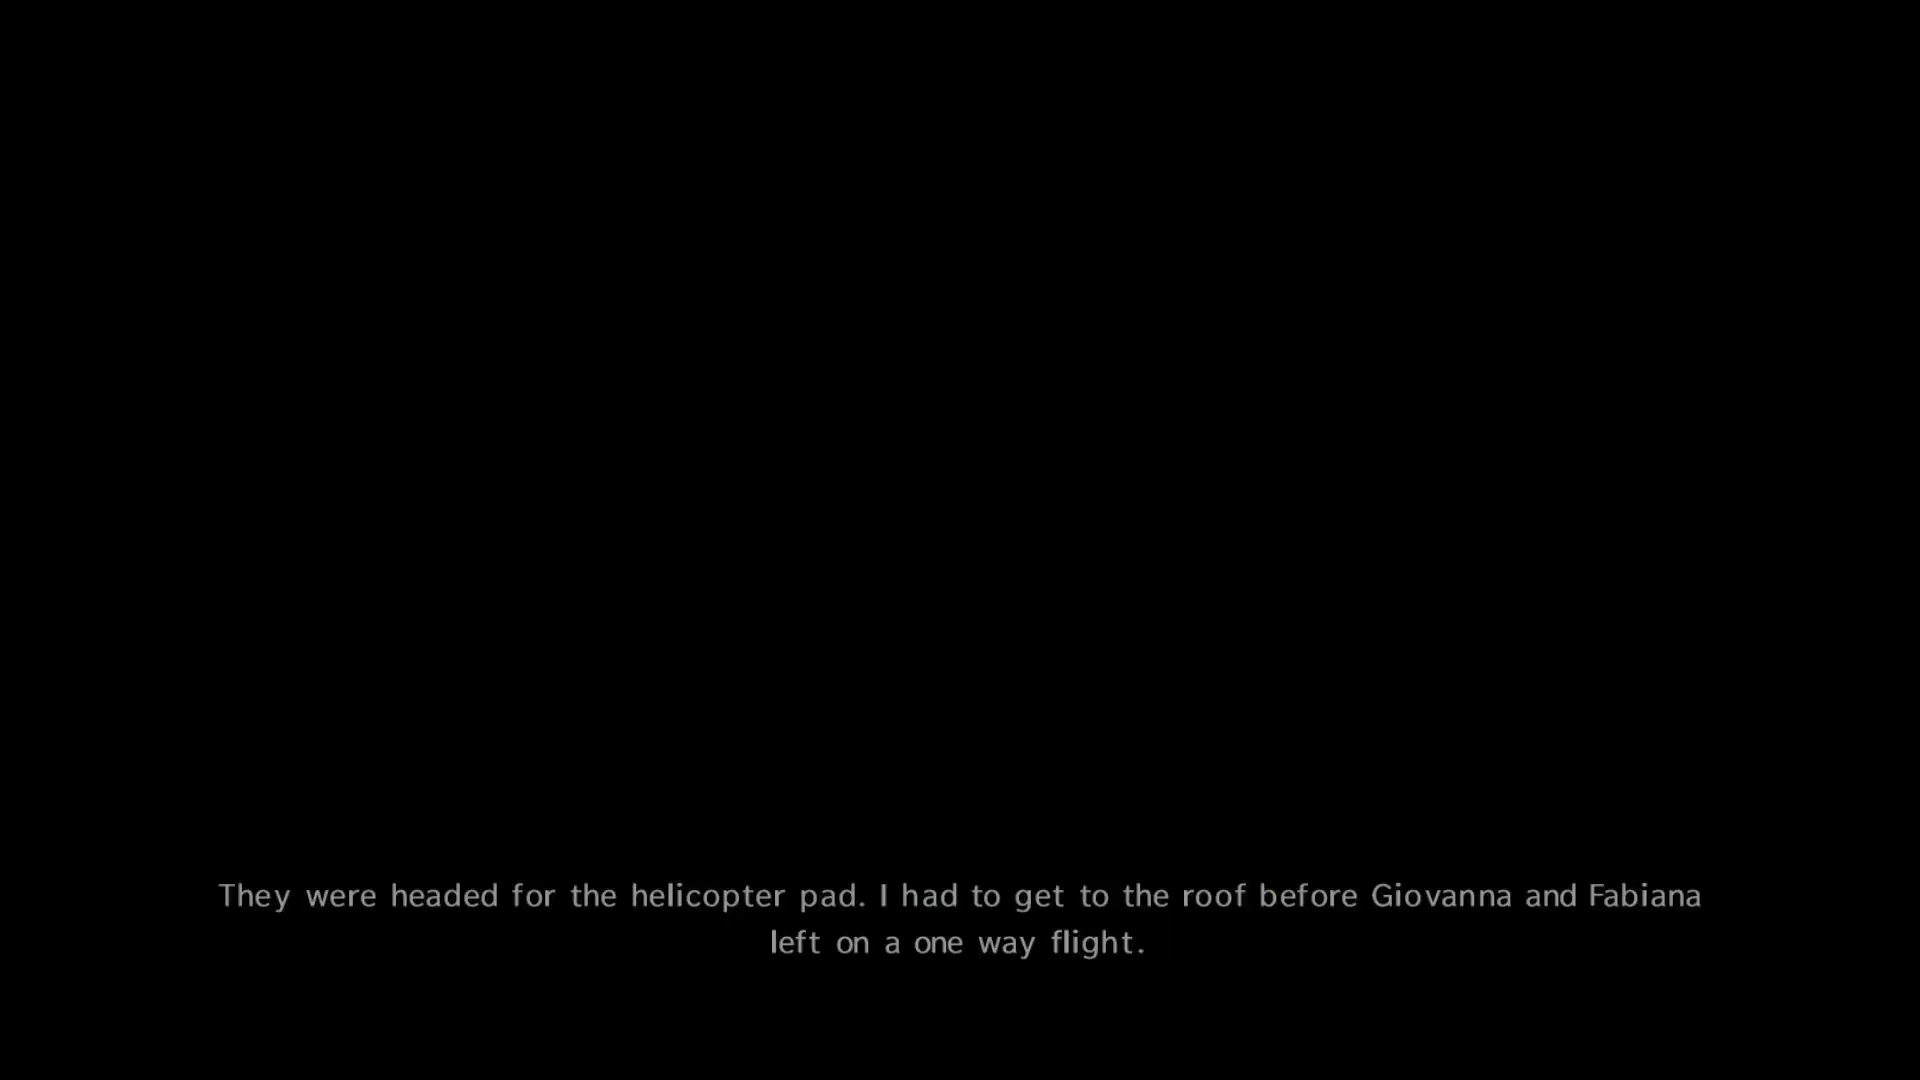 They were headed for the helicopter pad. I had to get to the roof before Giovanna and Fabiana
left on a one way flight.